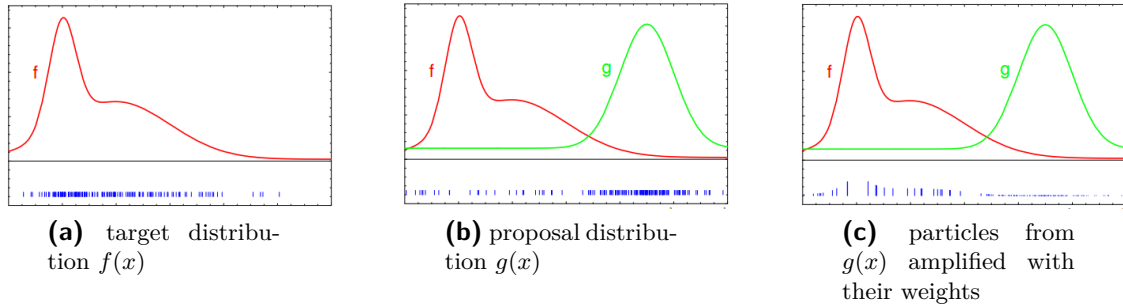 f
f
g
f
g
(a) target distribu-
tion f(x)
(b) proposal distribu-
tion g(x)
(c) particles from
g(x) amplified with
their weights